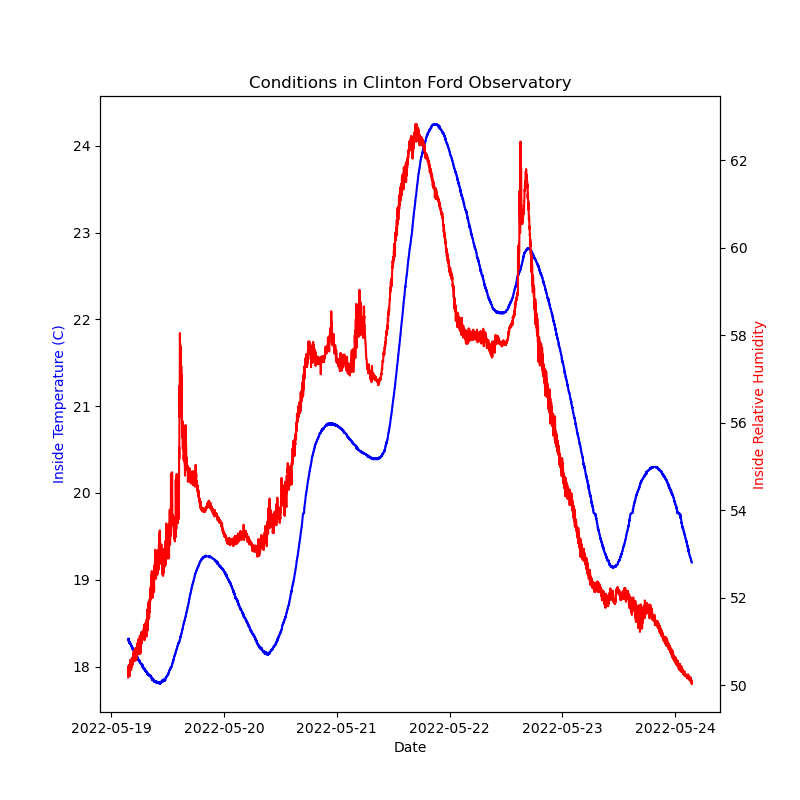 Conditions in Clinton Ford Observatory
Inside Temperature (C)
24
23
22
21
20
19
18
62
60
58
56
54
52
50
Inside Relative Humidity
2022-05-19 2022-05-20 2022-05-21 2022-05-22 2022-05-23 2022-05-24
Date